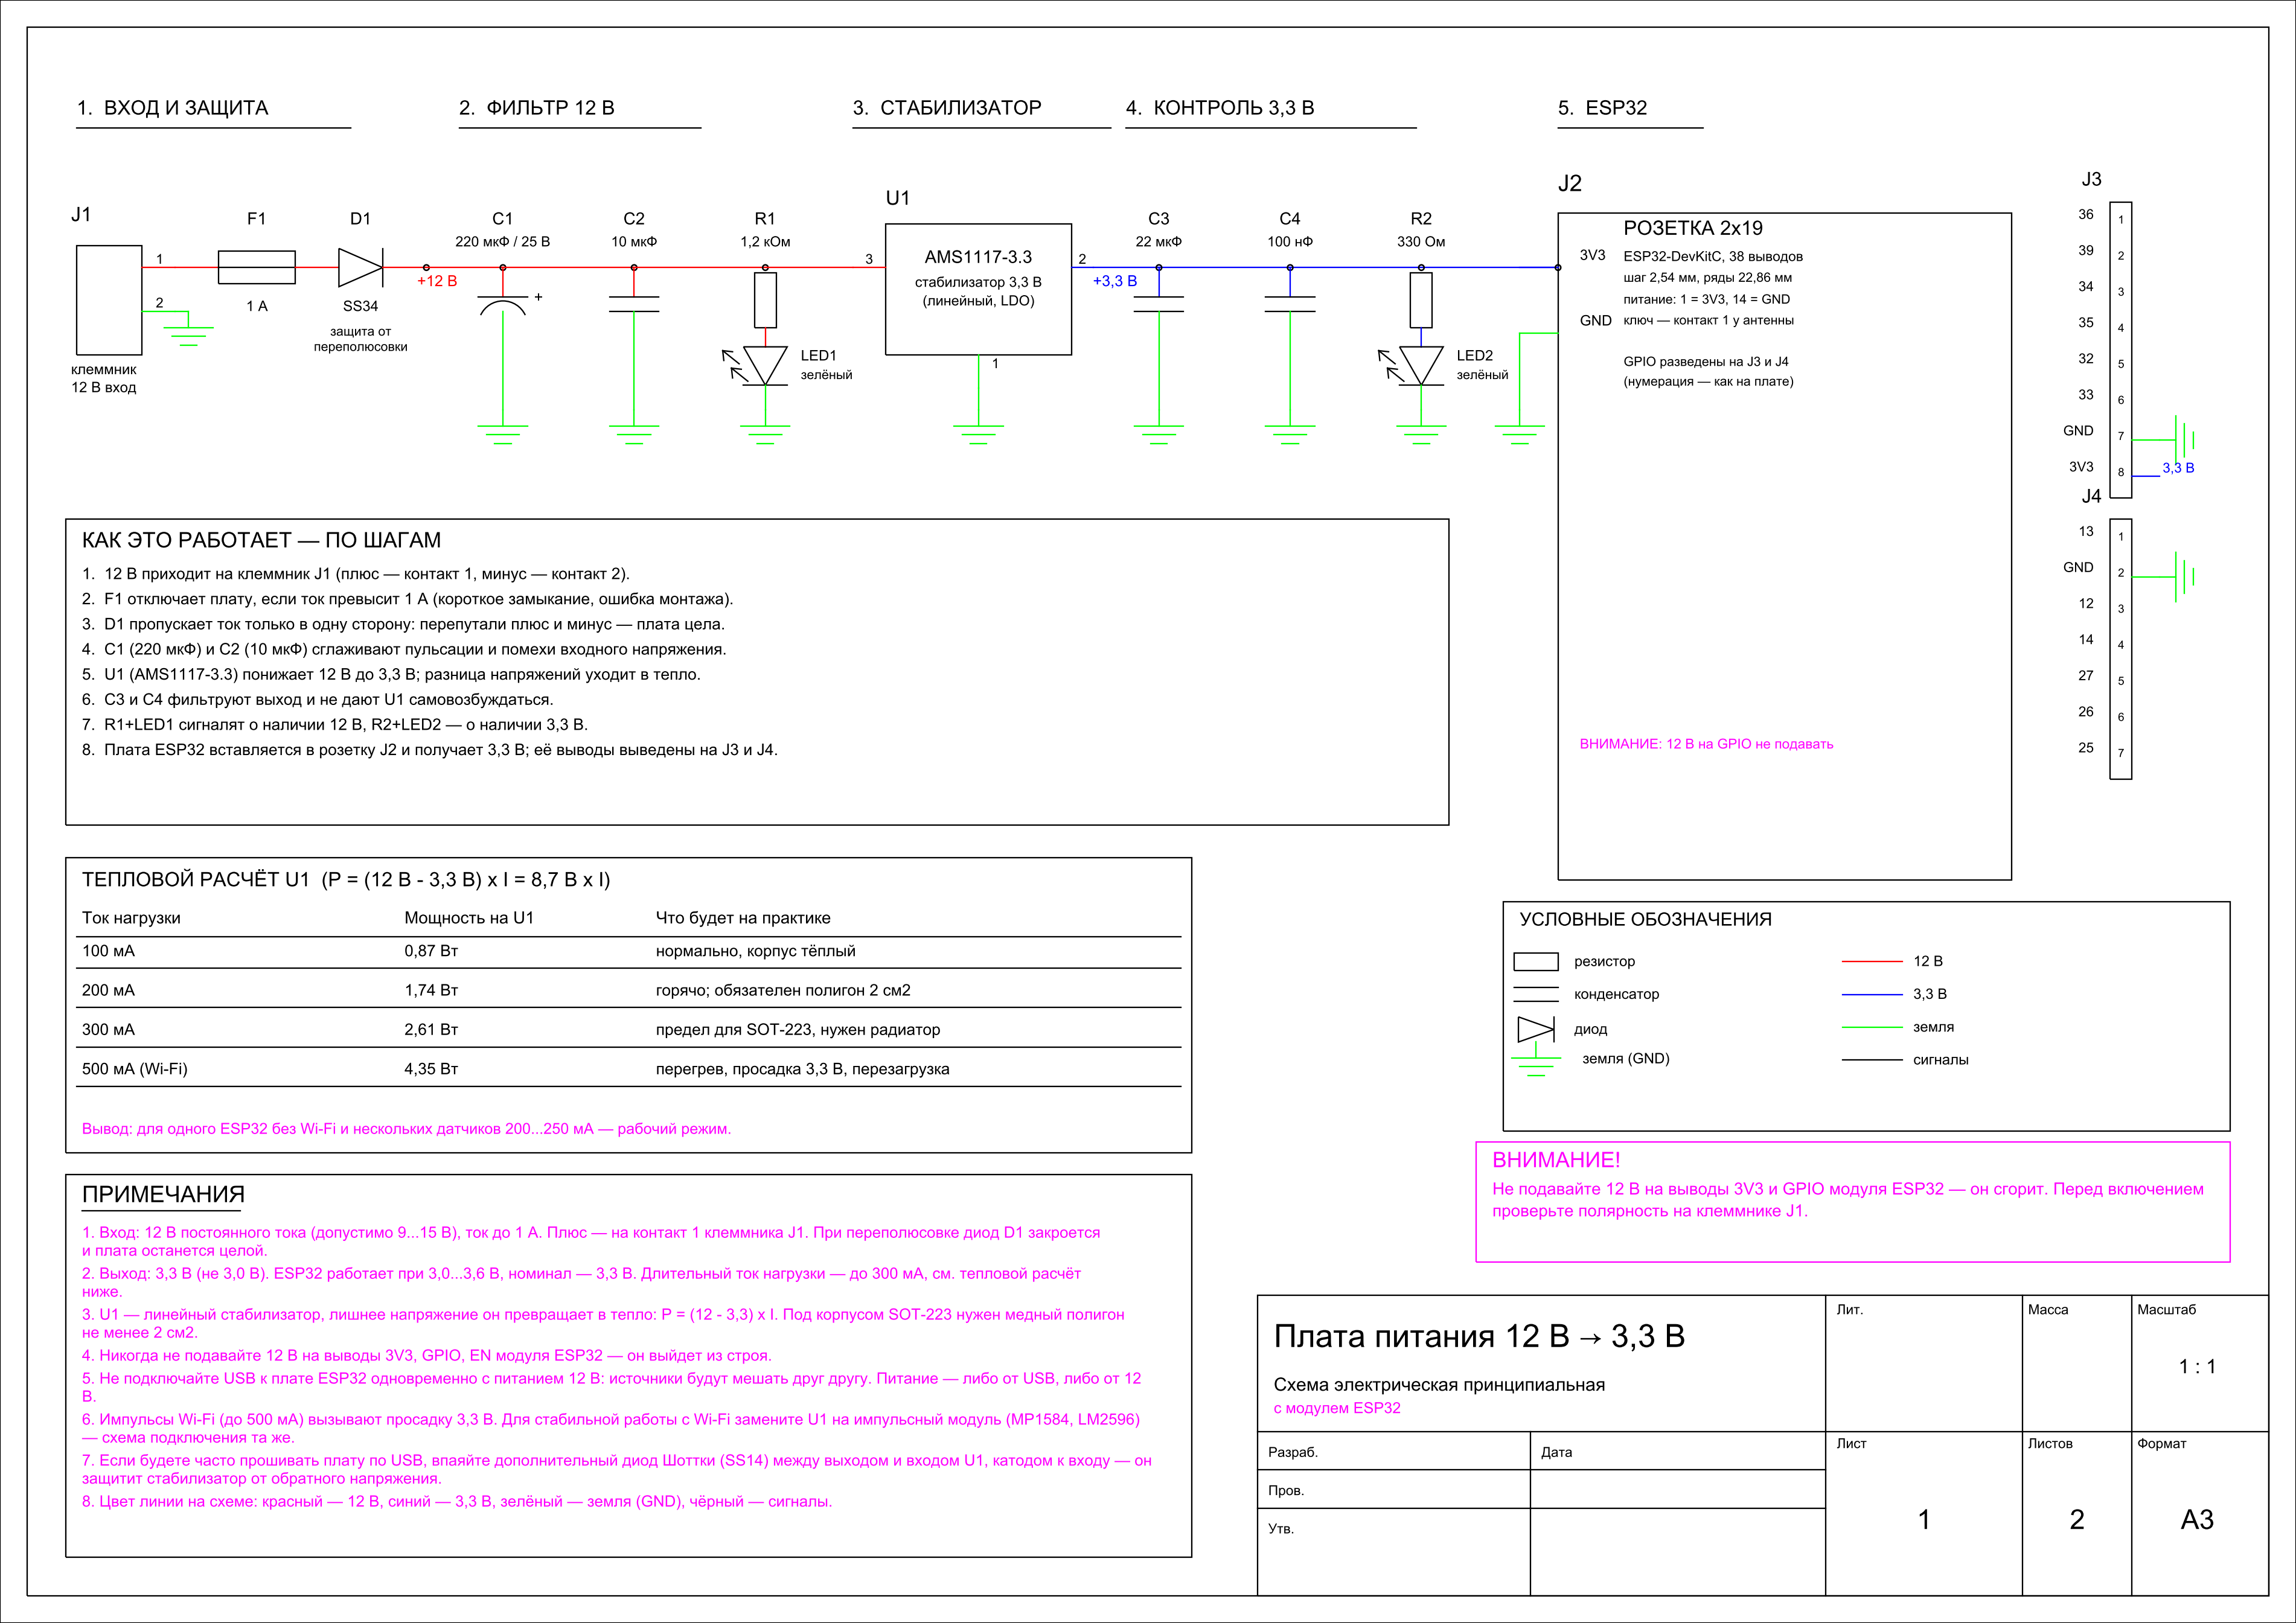 1. ВХОД И ЗАЩИТА
2. ФИЛЬТР 12 В
3. СТАБИЛИЗАТОР
4. КОНТРОЛЬ 3,3 В
5. ESP32
J1
1
2
клеммник
12 В вход
F1
1 А
D1
SS34
защита от
переполюсовки
+12 В
C1
220 мкФ / 25 В
+
C2
10 мкФ
R1
1,2 кОм
LED1
зелёный
U1
3
AMS1117-3.3
стабилизатор 3,3 В
(линейный, LDO)
2
1
+3,3 В
C3
22 мкФ
C4
100 нФ
R2
330 Ом
LED2
зелёный
J2
РОЗЕТКА 2х19
3V3
ESP32-DevKitC, 38 выводов
шаг 2,54 мм, ряды 22,86 мм
питание: 1 = 3V3, 14 = GND
GND
ключ — контакт 1 у антенны
GPIO разведены на J3 и J4
(нумерация — как на плате)
ВНИМАНИЕ: 12 В на GPIO не подавать
J3
36 1
39 2
34 3
35 4
32 5
33 6
GND 7
3V3 8 3,3 В
J4
13 1
GND 2
12 3
14 4
27 5
26 6
25 7
КАК ЭТО РАБОТАЕТ — ПО ШАГАМ
1. 12 В приходит на клеммник J1 (плюс — контакт 1, минус — контакт 2).
2. F1 отключает плату, если ток превысит 1 А (короткое замыкание, ошибка монтажа).
3. D1 пропускает ток только в одну сторону: перепутали плюс и минус — плата цела.
4. C1 (220 мкФ) и C2 (10 мкФ) сглаживают пульсации и помехи входного напряжения.
5. U1 (AMS1117-3.3) понижает 12 В до 3,3 В; разница напряжений уходит в тепло.
6. C3 и C4 фильтруют выход и не дают U1 самовозбуждаться.
7. R1+LED1 сигналят о наличии 12 В, R2+LED2 — о наличии 3,3 В.
8. Плата ESP32 вставляется в розетку J2 и получает 3,3 В; её выводы выведены на J3 и J4.
ТЕПЛОВОЙ РАСЧЁТ U1 (P = (12 В - 3,3 В) x I = 8,7 В x I)
Ток нагрузки Мощность на U1 Что будет на практике
100 мА 0,87 Вт нормально, корпус тёплый
200 мА 1,74 Вт горячо; обязателен полигон 2 см2
300 мА 2,61 Вт предел для SOT-223, нужен радиатор
500 мА (Wi-Fi) 4,35 Вт перегрев, просадка 3,3 В, перезагрузка
Вывод: для одного ESP32 без Wi-Fi и нескольких датчиков 200...250 мА — рабочий режим.
УСЛОВНЫЕ ОБОЗНАЧЕНИЯ
резистор 12 В
конденсатор 3,3 В
диод земля
земля (GND) сигналы
ВНИМАНИЕ!
Не подавайте 12 В на выводы 3V3 и GPIO модуля ESP32 — он сгорит. Перед включением
проверьте полярность на клеммнике J1.
ПРИМЕЧАНИЯ
1. Вход: 12 В постоянного тока (допустимо 9...15 В), ток до 1 А. Плюс — на контакт 1 клеммника J1. При переполюсовке диод D1 закроется
и плата останется целой.
2. Выход: 3,3 В (не 3,0 В). ESP32 работает при 3,0...3,6 В, номинал — 3,3 В. Длительный ток нагрузки — до 300 мА, см. тепловой расчёт
ниже.
3. U1 — линейный стабилизатор, лишнее напряжение он превращает в тепло: P = (12 - 3,3) x I. Под корпусом SOT-223 нужен медный полигон
не менее 2 см2.
4. Никогда не подавайте 12 В на выводы 3V3, GPIO, EN модуля ESP32 — он выйдет из строя.
5. Не подключайте USB к плате ESP32 одновременно с питанием 12 В: источники будут мешать друг другу. Питание — либо от USB, либо от 12
В.
6. Импульсы Wi-Fi (до 500 мА) вызывают просадку 3,3 В. Для стабильной работы с Wi-Fi замените U1 на импульсный модуль (MP1584, LM2596)
— схема подключения та же.
7. Если будете часто прошивать плату по USB, впаяйте дополнительный диод Шоттки (SS14) между выходом и входом U1, катодом к входу — он
защитит стабилизатор от обратного напряжения.
8. Цвет линии на схеме: красный — 12 В, синий — 3,3 В, зелёный — земля (GND), чёрный — сигналы.
Плата питания 12 В → 3,3 В
Схема электрическая принципиальная
с модулем ESP32
Лит. Масса Масштаб
1 : 1
Разраб. Дата
Пров.
Утв.
Лист Листов Формат
1 2 А3